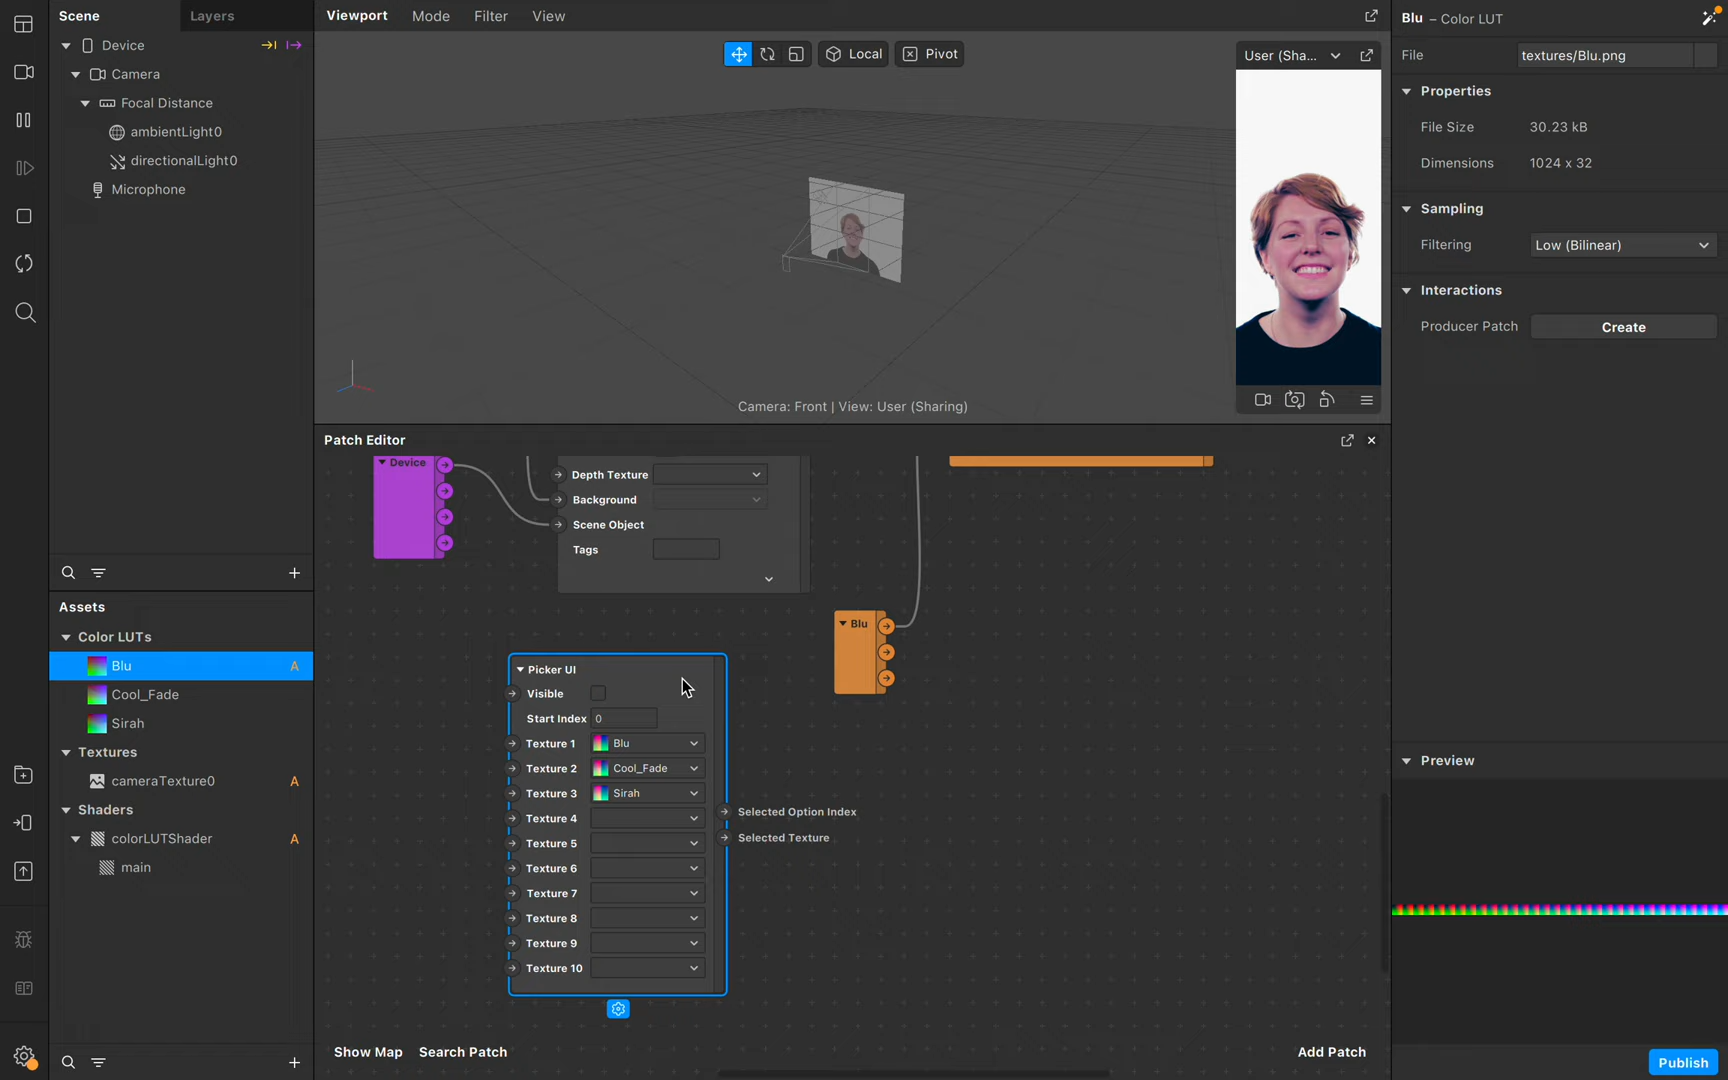 Scene
Layers
Device
Camera
Focal Distance
ambientLight0
directionalLight0
Microphone
Assets
Color LUTs
Blu A
Cool_Fade
Sirah
Textures
cameraTexture0 A
Shaders
colorLUTShader A
main
Viewport Mode Filter View
Local Pivot
User (Sha...
Camera: Front | View: User (Sharing)
Patch Editor
Device
Depth Texture
Background
Scene Object
Tags
Blu
Picker UI
Visible
Start Index 0
Texture 1 Blu
Texture 2 Cool_Fade
Texture 3 Sirah
Texture 4
Texture 5
Texture 6
Texture 7
Texture 8
Texture 9
Texture 10
Selected Option Index
Selected Texture
Show Map Search Patch
Add Patch
Blu – Color LUT
File textures/Blu.png
Properties
File Size 30.23 kB
Dimensions 1024 x 32
Sampling
Filtering Low (Bilinear)
Interactions
Producer Patch Create
Preview
Publish